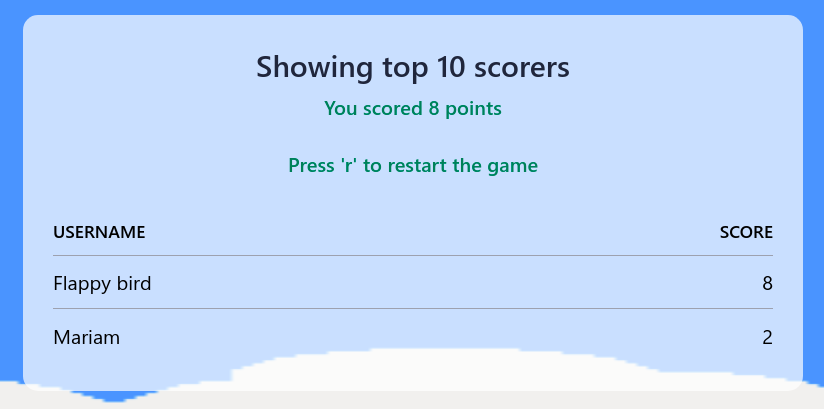 Showing top 10 scorers
You scored 8 points
Press 'r' to restart the game
USERNAME SCORE
Flappy bird 8
Mariam 2